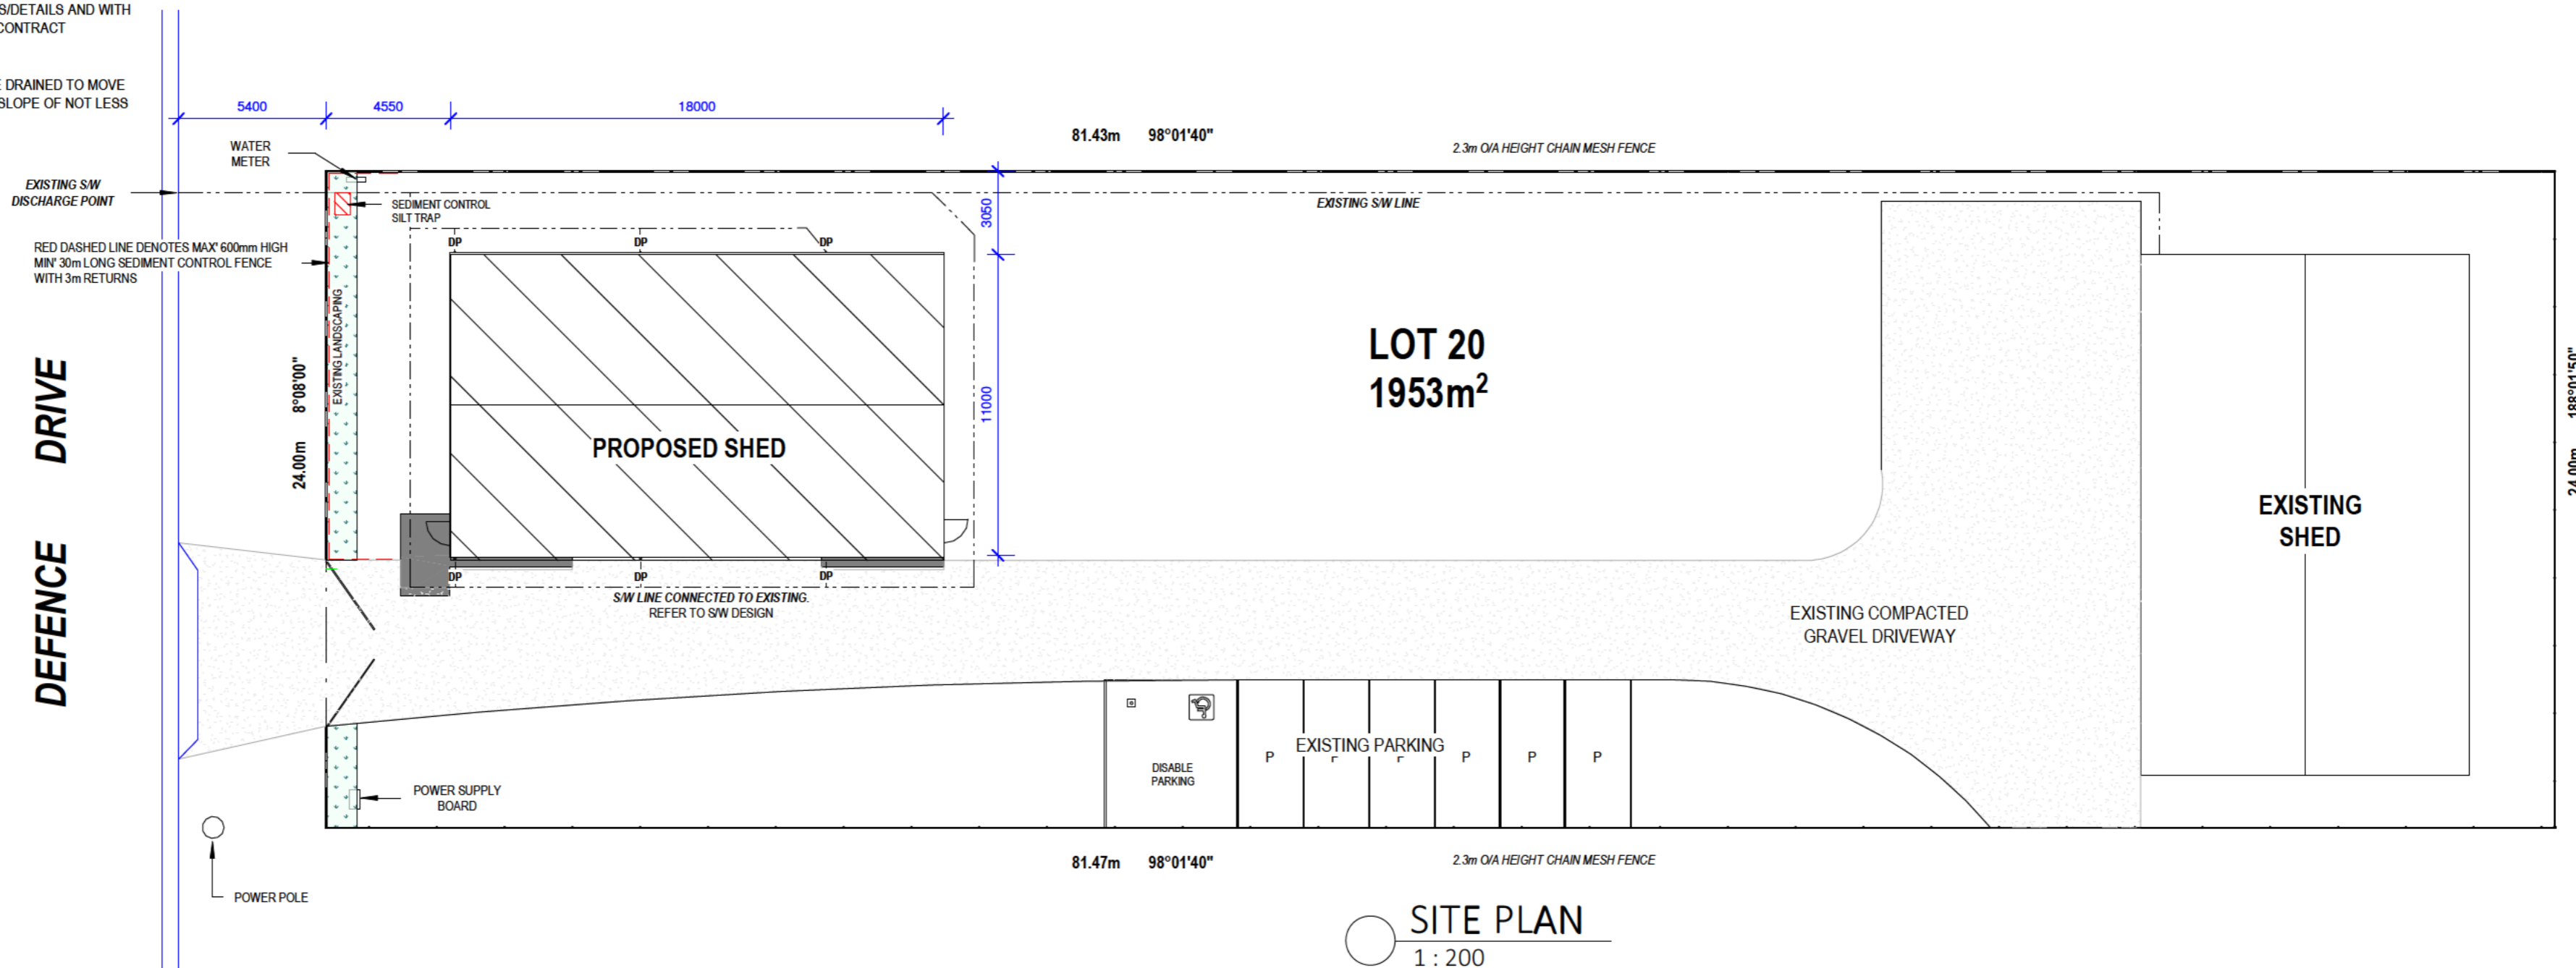 S/DETAILS AND WITH
CONTRACT
E DRAINED TO MOVE
SLOPE OF NOT LESS
5400
4550
18000
81.43m 98°01'40"
2.3m O/A HEIGHT CHAIN MESH FENCE
WATER
METER
EXISTING S/W
DISCHARGE POINT
SEDIMENT CONTROL
SILT TRAP
EXISTING S/W LINE
3050
RED DASHED LINE DENOTES MAX' 600mm HIGH
MIN' 30m LONG SEDIMENT CONTROL FENCE
WITH 3m RETURNS
DP
DP
DP
EXISTING LANDSCAPING
24.00m 8°08'00"
DEFENCE DRIVE
11000
PROPOSED SHED
LOT 20
1953m²
EXISTING
SHED
24.00m 188°01'50"
DP
DP
DP
S/W LINE CONNECTED TO EXISTING.
REFER TO S/W DESIGN
EXISTING COMPACTED
GRAVEL DRIVEWAY
EXISTING PARKING
P
P
P
P
DISABLE
PARKING
POWER SUPPLY
BOARD
POWER POLE
81.47m 98°01'40"
2.3m O/A HEIGHT CHAIN MESH FENCE
SITE PLAN
1 : 200